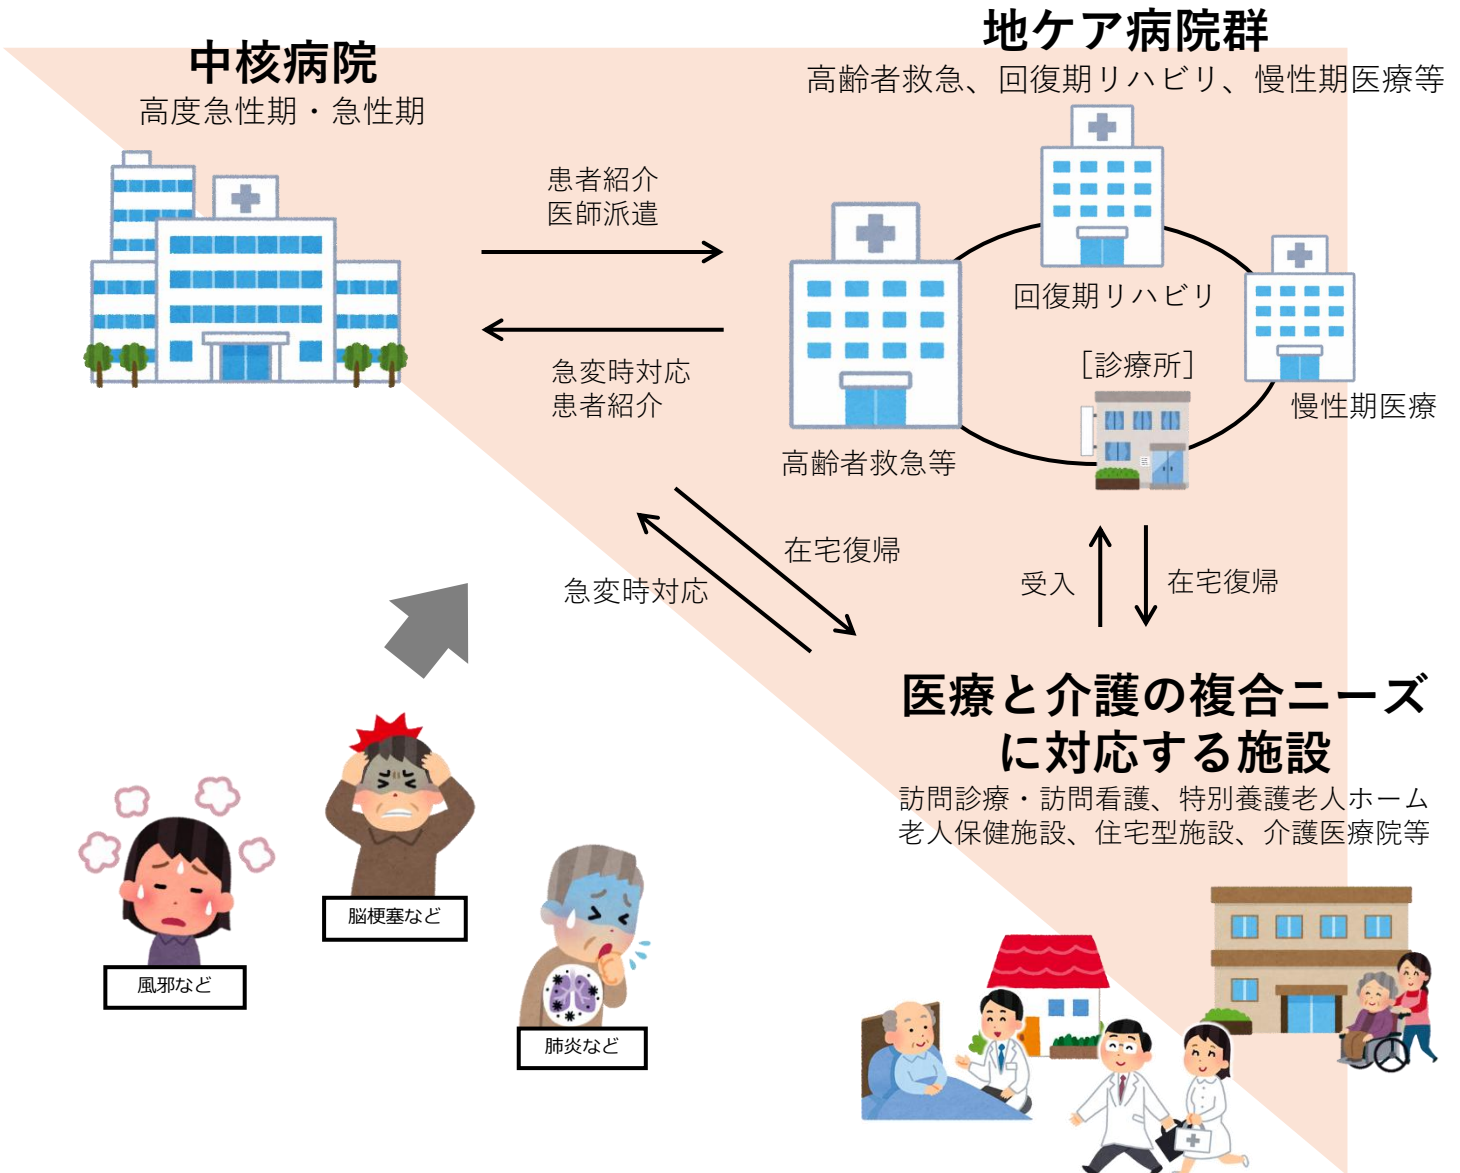 中核病院
高度急性期・急性期
地ケア病院群
高齢者救急、回復期リハビリ、慢性期医療等
患者紹介
医師派遣
急変時対応
患者紹介
回復期リハビリ
［診療所］
慢性期医療
高齢者救急等
在宅復帰
急変時対応
受入
在宅復帰
医療と介護の複合ニーズ
に対応する施設
訪問診療・訪問看護、特別養護老人ホーム
老人保健施設、住宅型施設、介護医療院等
脳梗塞など
風邪など
肺炎など